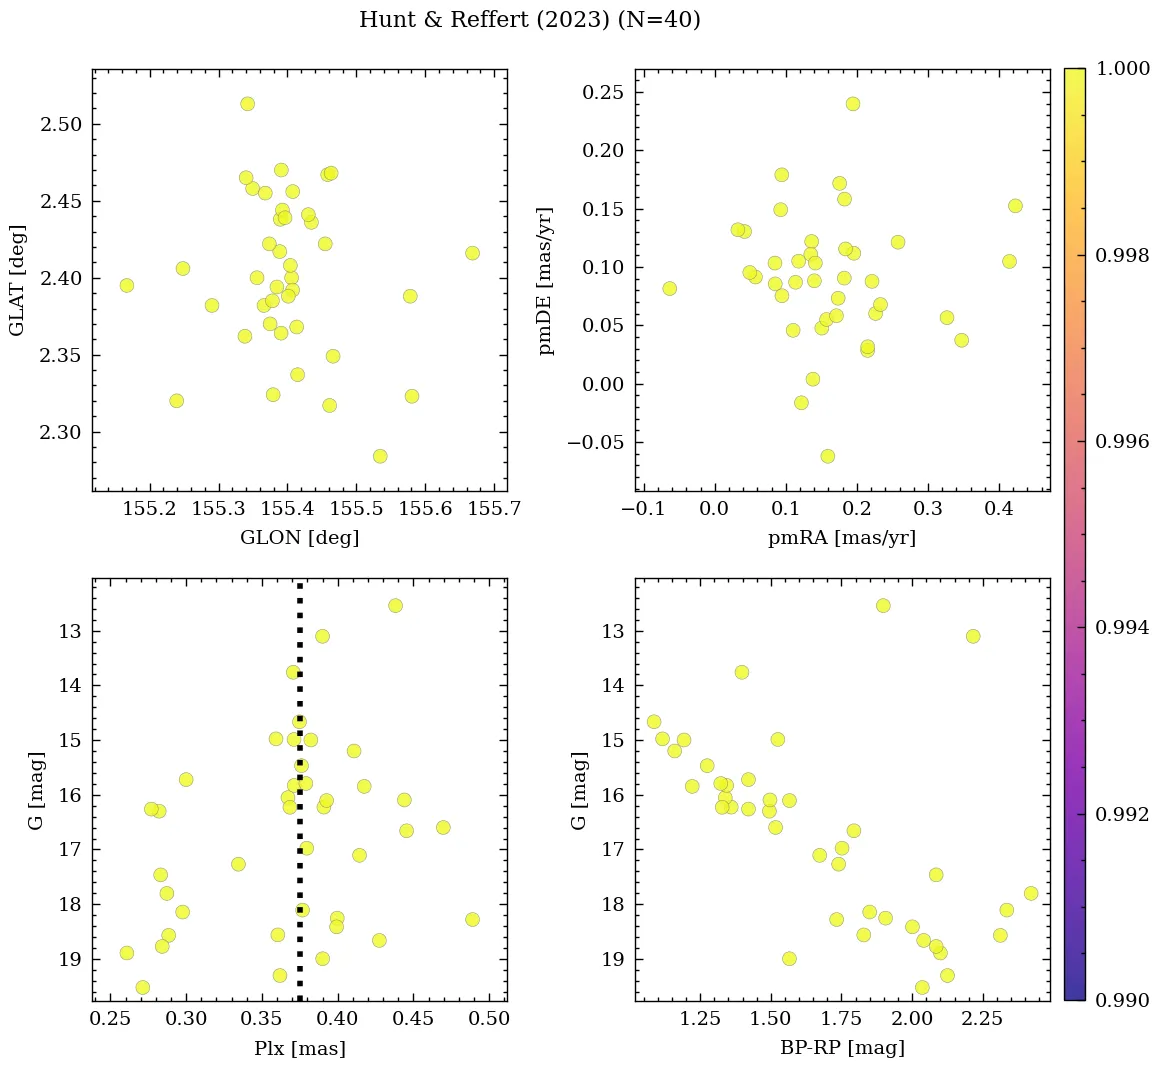 Hunt & Reffert (2023) (N=40)
2.50
2.45
2.40
2.35
2.30
GLAT [deg]
155.2 155.3 155.4 155.5 155.6 155.7
GLON [deg]
0.25
0.20
0.15
0.10
0.05
0.00
−0.05
pmDE [mas/yr]
−0.1 0.0 0.1 0.2 0.3 0.4
pmRA [mas/yr]
13
14
15
16
17
18
19
G [mag]
0.25 0.30 0.35 0.40 0.45 0.50
Plx [mas]
13
14
15
16
17
18
19
G [mag]
1.25 1.50 1.75 2.00 2.25
BP-RP [mag]
1.000
0.998
0.996
0.994
0.992
0.990